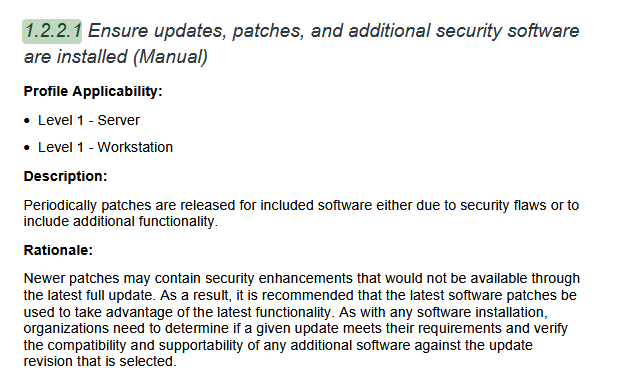 1.2.2.1 Ensure updates, patches, and additional security software
are installed (Manual)
Profile Applicability:
• Level 1 - Server
• Level 1 - Workstation
Description:
Periodically patches are released for included software either due to security flaws or to
include additional functionality.
Rationale:
Newer patches may contain security enhancements that would not be available through
the latest full update. As a result, it is recommended that the latest software patches be
used to take advantage of the latest functionality. As with any software installation,
organizations need to determine if a given update meets their requirements and verify
the compatibility and supportability of any additional software against the update
revision that is selected.